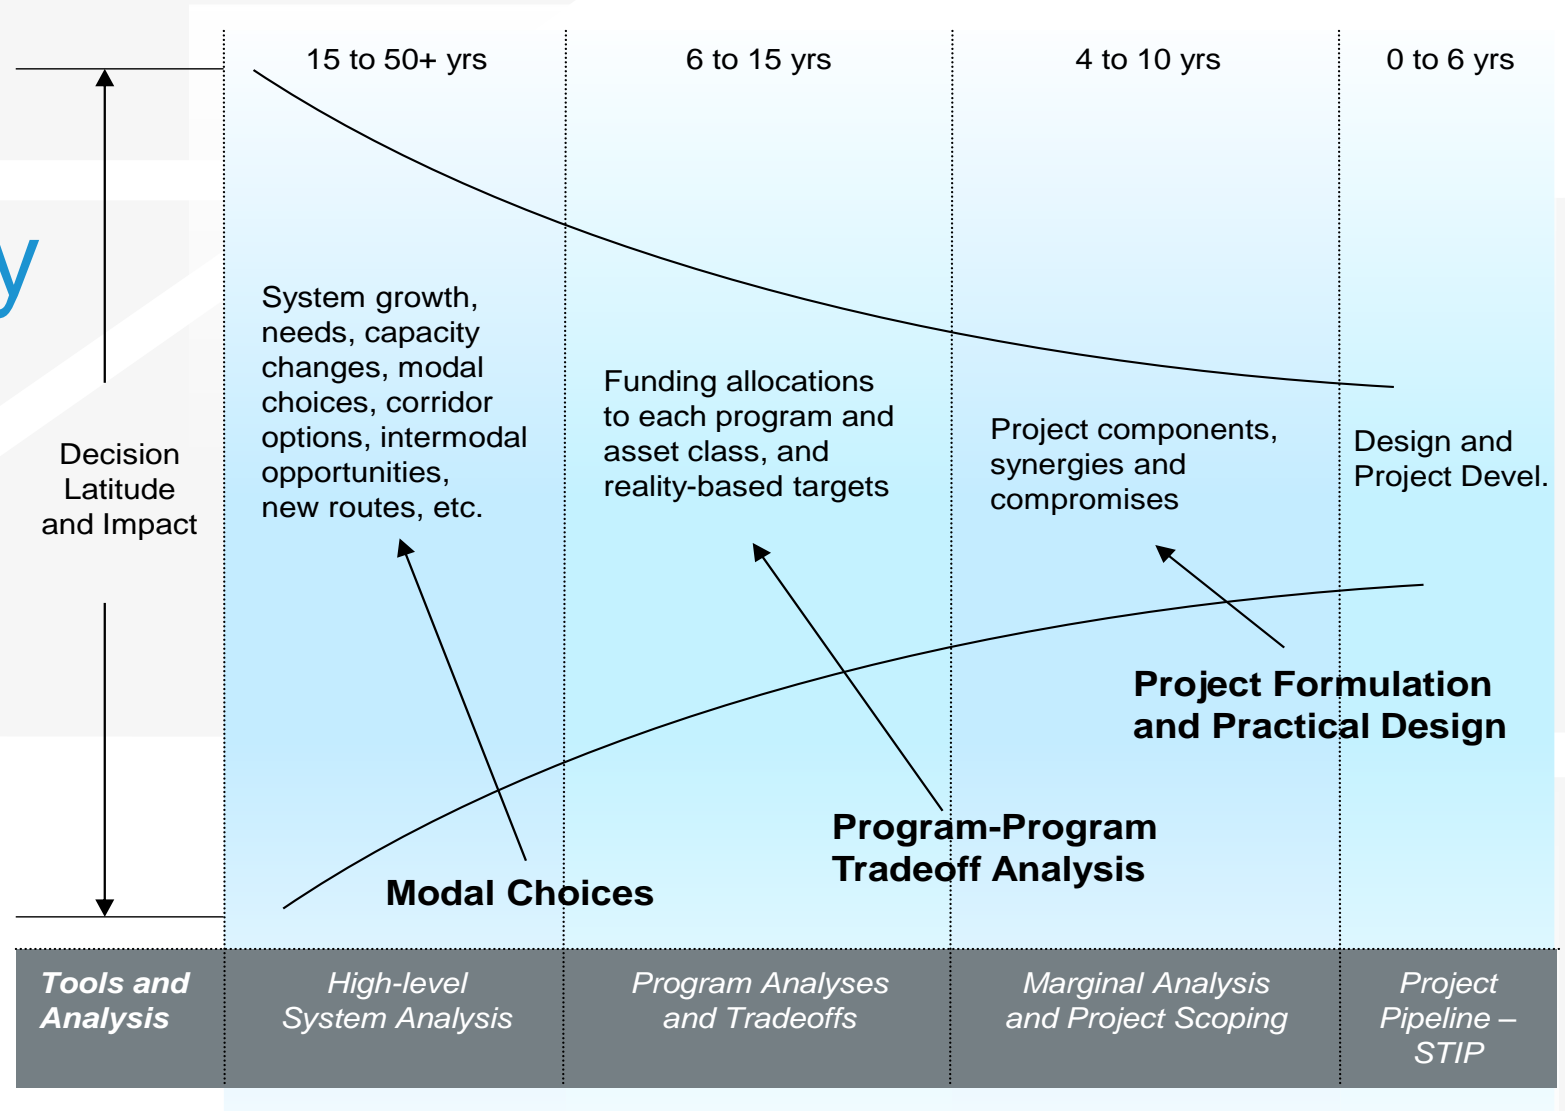 15 to 50+ yrs
6 to 15 yrs
4 to 10 yrs
0 to 6 yrs
y
Decision
Latitude
and Impact
System growth,
needs, capacity
changes, modal
choices, corridor
options, intermodal
opportunities,
new routes, etc.
Funding allocations
to each program and
asset class, and
reality-based targets
Project components,
synergies and
compromises
Design and
Project Devel.
Modal Choices
Program-Program
Tradeoff Analysis
Project Formulation
and Practical Design
Tools and
Analysis
High-level
System Analysis
Program Analyses
and Tradeoffs
Marginal Analysis
and Project Scoping
Project
Pipeline –
STIP